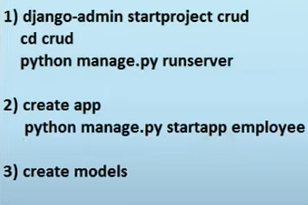 1) django-admin startproject crud
cd crud
python manage.py runserver
2) create app
python manage.py startapp employee
3) create models